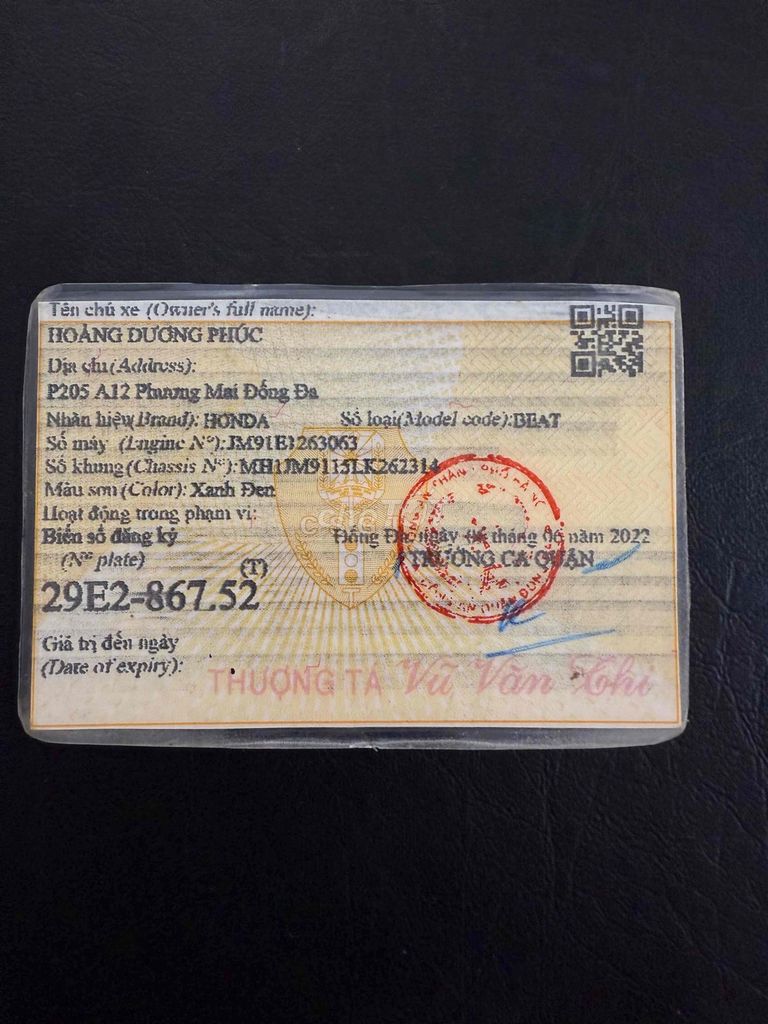 Tên chủ xe (Owner's full name):
HOÀNG DƯƠNG PHÚC
Địa chỉ (Address):
P205 A12 Phương Mai Đống Đa
Nhãn hiệu (Brand): HONDA Số loại (Model code): BEAT
Số máy (Engine N°): JM91E3263063
Số khung (Chassis N°): MH1JM9115LK262314
Màu sơn (Color): Xanh Đen
Hoạt động trong phạm vi:
Biển số đăng ký Đống Đa, ngày 06 tháng 06 năm 2022
(N° plate) TRƯỞNG CA QUẬN
29E2-867.52 (T)
Giá trị đến ngày
(Date of expiry):
THƯỢNG TÁ Vũ Văn